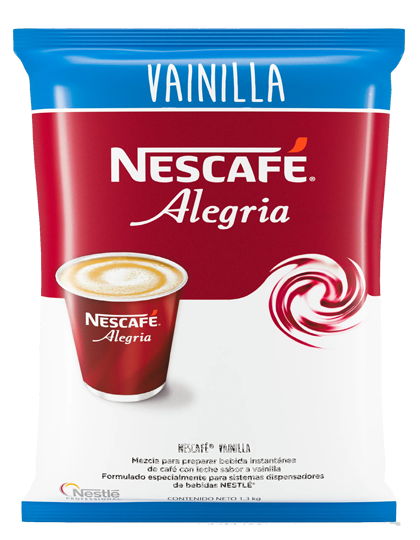 VAINILLA
NESCAFÉ®
Alegria
NESCAFÉ
Alegria
NESCAFÉ® VAINILLA
Mezcla para preparar bebida instantánea
de café con leche sabor a vainilla
Formulado especialmente para sistemas dispensadores
de bebidas NESTLÉ®
Nestlé
PROFESSIONAL
CONTENIDO NETO 1.3 kg